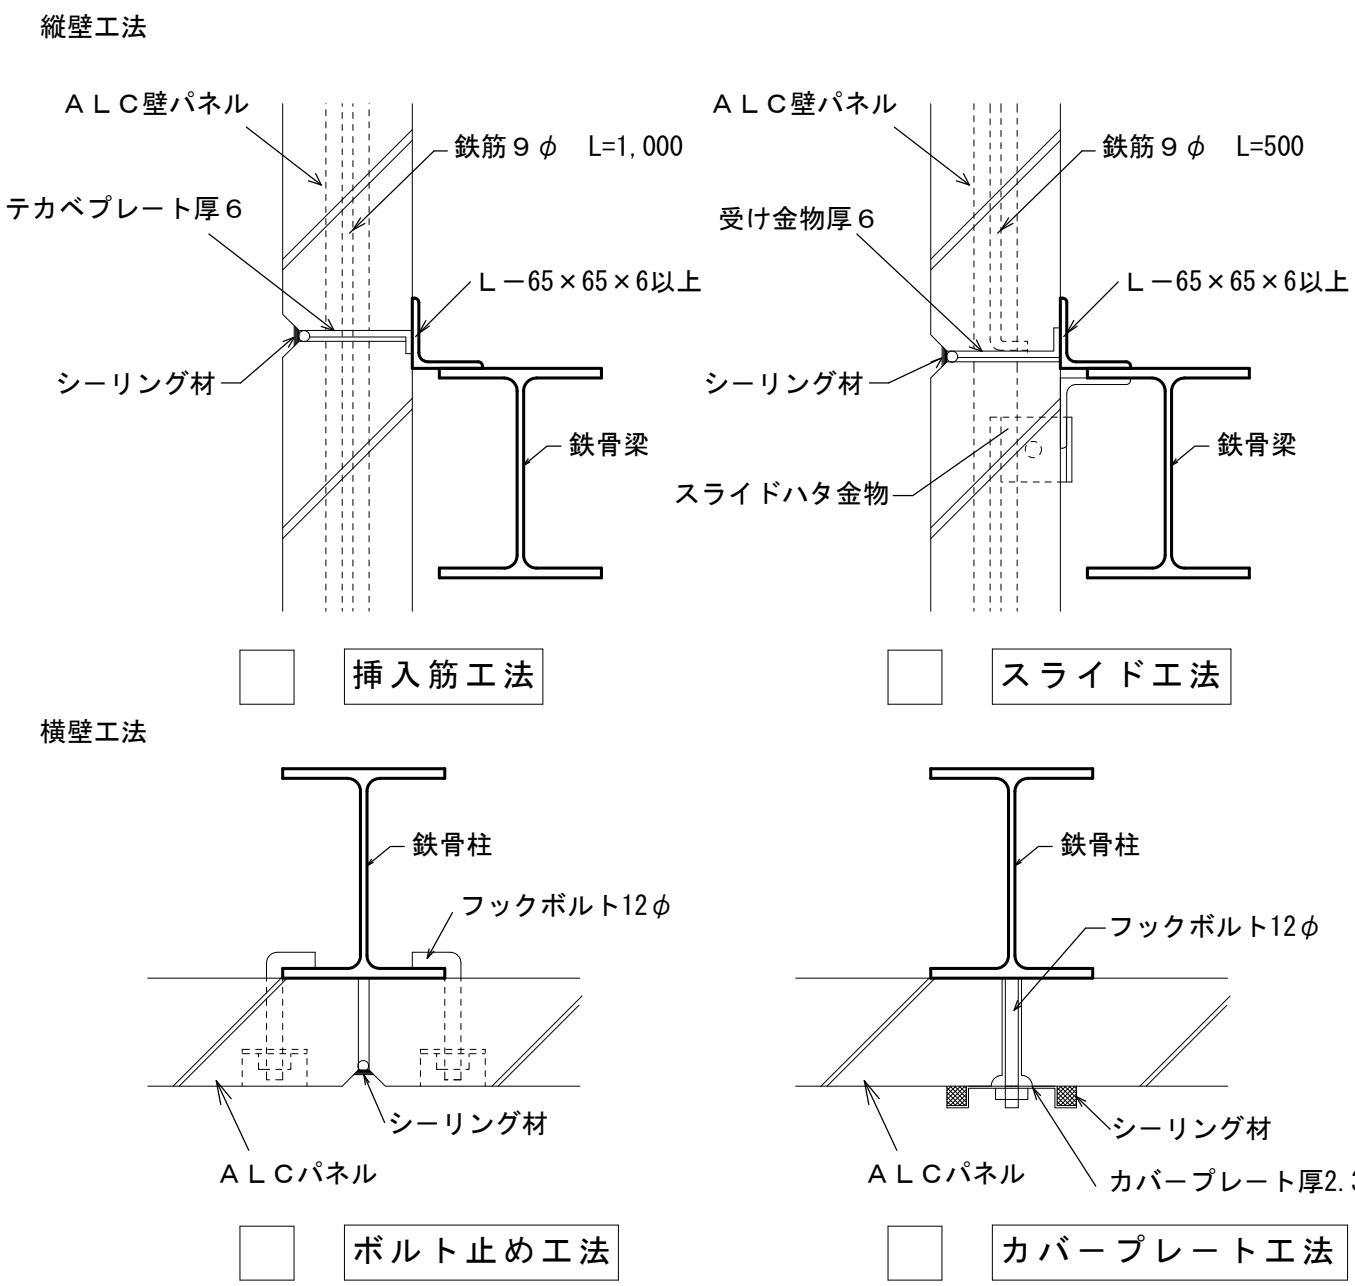 縦壁工法
ALC壁パネル
鉄筋9φ L=1,000
テカベプレート厚6
L－65×65×6以上
シーリング材
鉄骨梁
挿入筋工法
ALC壁パネル
鉄筋9φ L=500
受け金物厚6
L－65×65×6以上
シーリング材
鉄骨梁
スライドハタ金物
スライド工法
横壁工法
鉄骨柱
フックボルト12φ
シーリング材
ALCパネル
ボルト止め工法
鉄骨柱
フックボルト12φ
シーリング材
ALCパネル
カバープレート厚2.
カバープレート工法